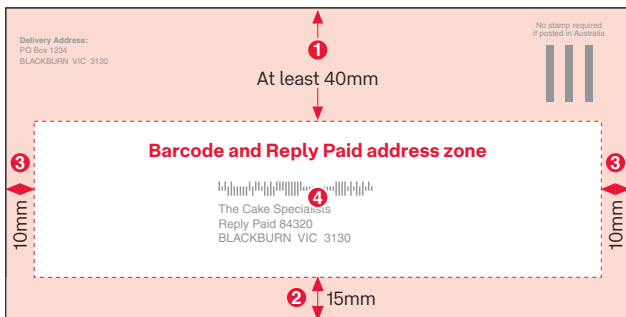 Delivery Address:
PO Box 1234
BLACKBURN VIC 3130
No stamp required
if posted in Australia
1
At least 40mm
Barcode and Reply Paid address zone
3
10mm
3
10mm
4
The Cake Specialists
Reply Paid 84320
BLACKBURN VIC 3130
2 15mm